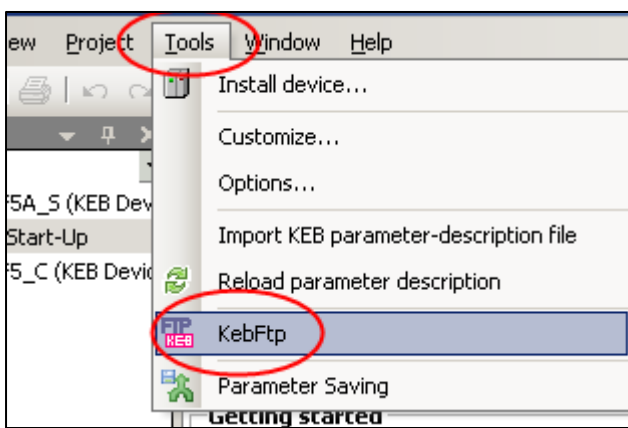 ew Project Tools Window Help
Install device...
Customize...
Options...
F5A_S (KEB Dev
Start-Up
Import KEB parameter-description file
F5_C (KEB Devic
Reload parameter description
FTP
KEB
KebFtp
Parameter Saving
Getting started